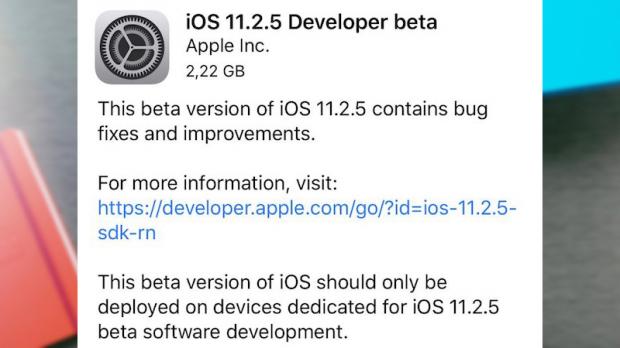 iOS 11.2.5 Developer beta
Apple Inc.
2,22 GB
This beta version of iOS 11.2.5 contains bug
fixes and improvements.
For more information, visit:
https://developer.apple.com/go/?id=ios-11.2.5-
sdk-rn
This beta version of iOS should only be
deployed on devices dedicated for iOS 11.2.5
beta software development.